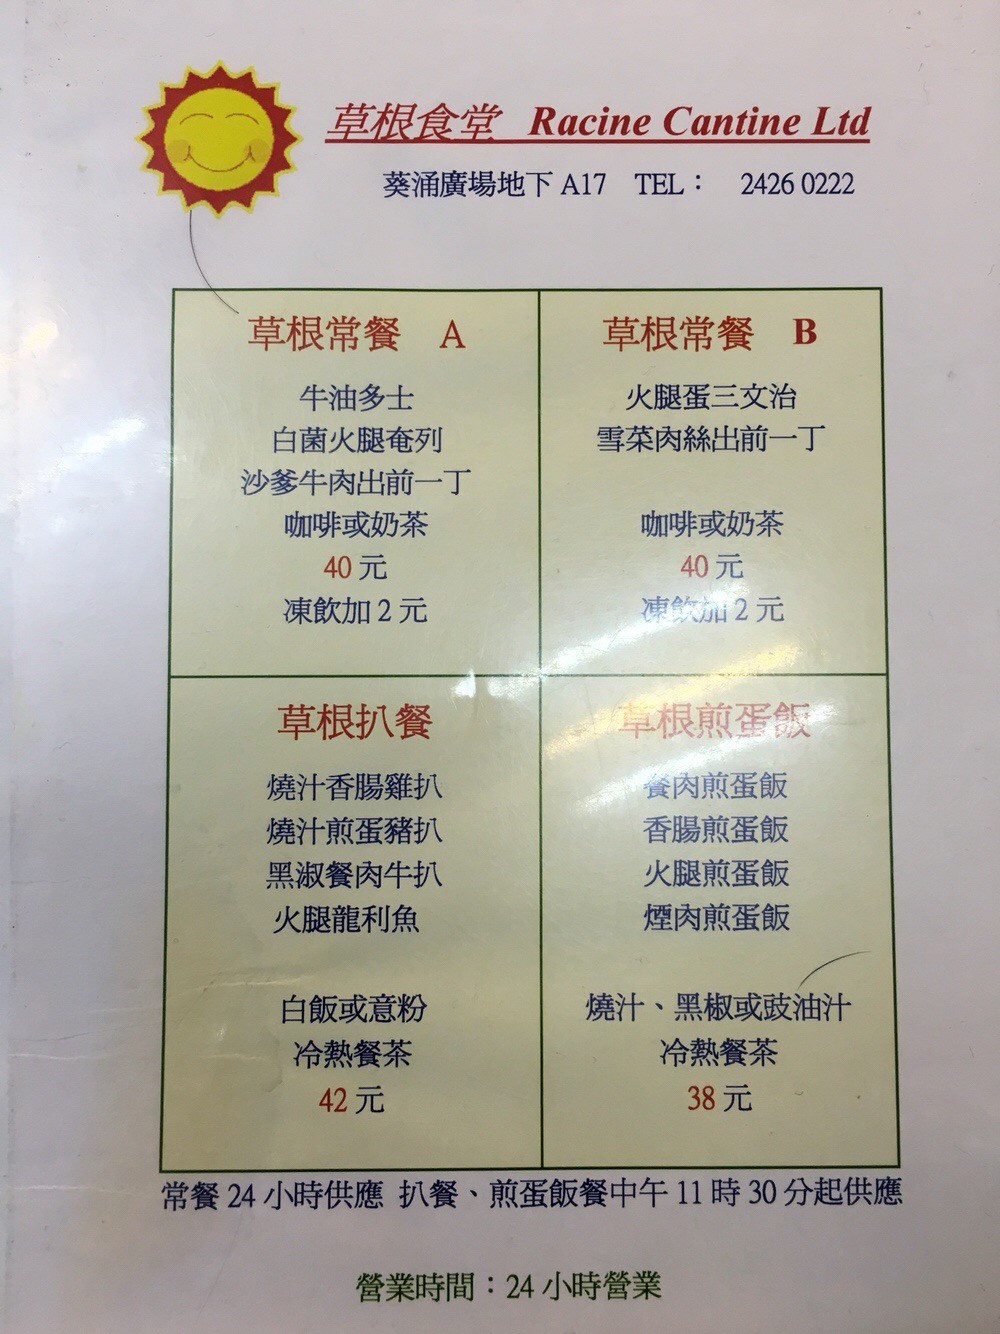 草根食堂 Racine Cantine Ltd
葵涌廣場地下 A17 TEL： 2426 0222
草根常餐 A
牛油多士
白菌火腿奄列
沙爹牛肉出前一丁
咖啡或奶茶
40 元
凍飲加 2 元
草根常餐 B
火腿蛋三文治
雪菜肉絲出前一丁
咖啡或奶茶
40 元
凍飲加 2 元
草根扒餐
燒汁香腸雞扒
燒汁煎蛋豬扒
黑淑餐肉牛扒
火腿龍利魚
白飯或意粉
冷熱餐茶
42 元
草根煎蛋飯
餐肉煎蛋飯
香腸煎蛋飯
火腿煎蛋飯
煙肉煎蛋飯
燒汁、黑椒或豉油汁
冷熱餐茶
38 元
常餐 24 小時供應 扒餐、煎蛋飯餐中午 11 時 30 分起供應
營業時間：24 小時營業